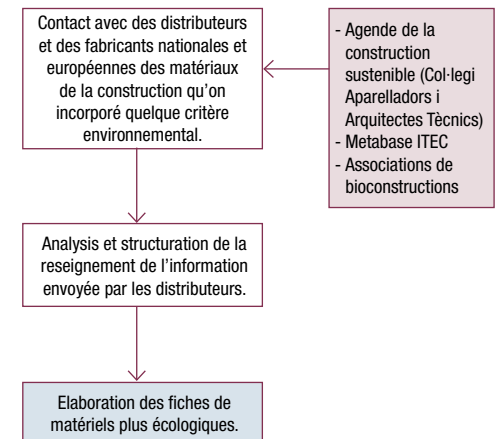 Contact avec des distributeurs
et des fabricants nationales et
européennes des matériaux
de la construction qu'on
incorporé quelque critère
environnemental.
- Agende de la
construction
sustenible (Col·legi
Aparelladors i
Arquitectes Tècnics)
- Metabase ITEC
- Associations de
bioconstructions
Analysis et structuration de la
reseignement de l'information
envoyée par les distributeurs.
Elaboration des fiches de
matériels plus écologiques.